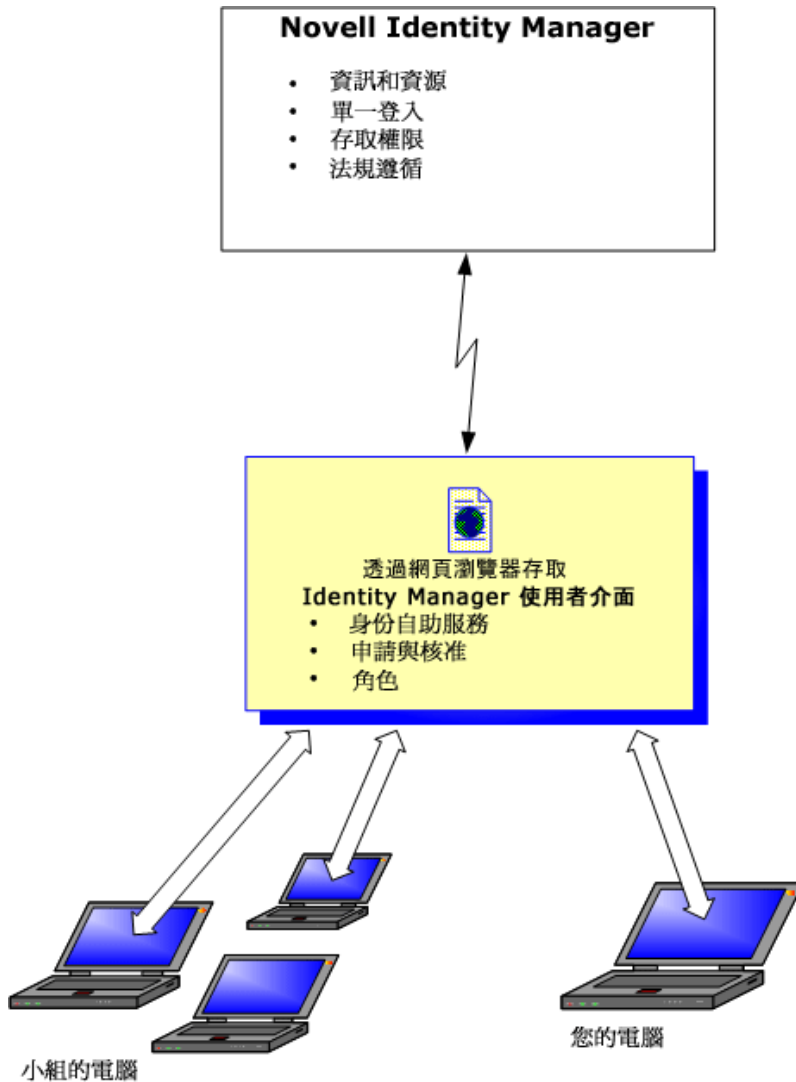 Novell Identity Manager
• 資訊和資源
• 單一登入
• 存取權限
• 法規遵循
透過網頁瀏覽器存取
Identity Manager 使用者介面
• 身份自助服務
• 申請與核准
• 角色
小組的電腦
您的電腦